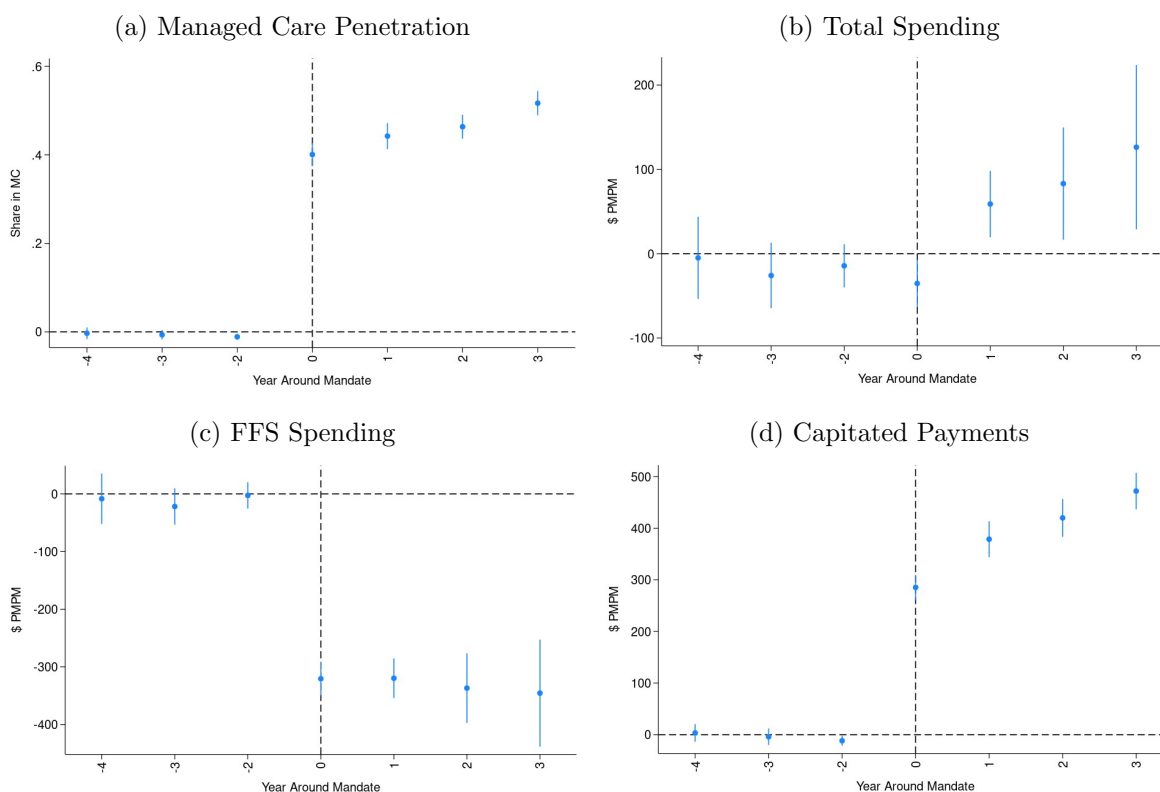 (a) Managed Care Penetration
.6
.4
.2
0
Share in MC
-4 -3 -2 0 1 2 3
Year Around Mandate
(b) Total Spending
200
100
0
-100
$ PMPM
-4 -3 -2 0 1 2 3
Year Around Mandate
(c) FFS Spending
0
-100
-200
-300
-400
$ PMPM
-4 -3 -2 0 1 2 3
Year Around Mandate
(d) Capitated Payments
500
400
300
200
100
0
$ PMPM
-4 -3 -2 0 1 2 3
Year Around Mandate